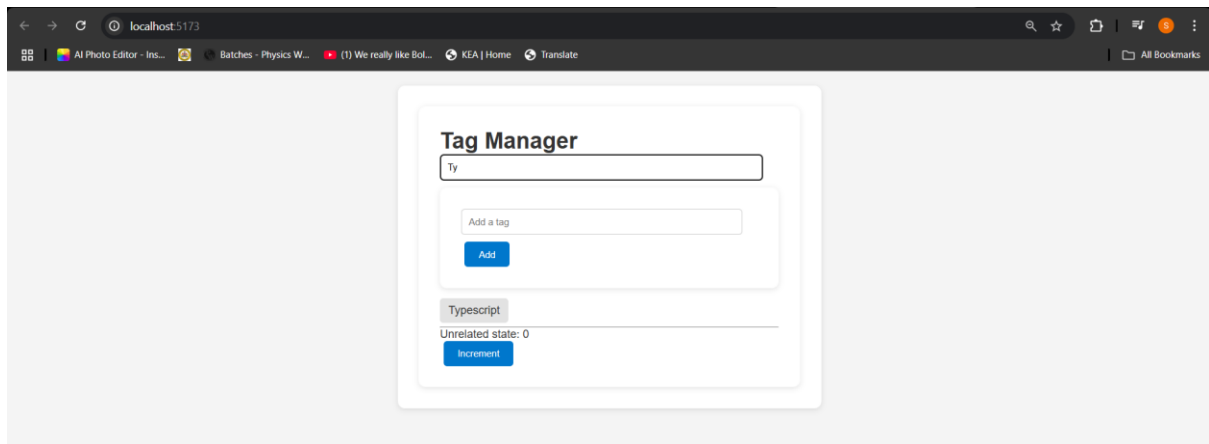 localhost:5173
S
AI Photo Editor - Ins... Batches - Physics W... (1) We really like Bol... KEA | Home Translate All Bookmarks
Tag Manager
Ty
Add a tag
Add
Typescript
Unrelated state: 0
Increment